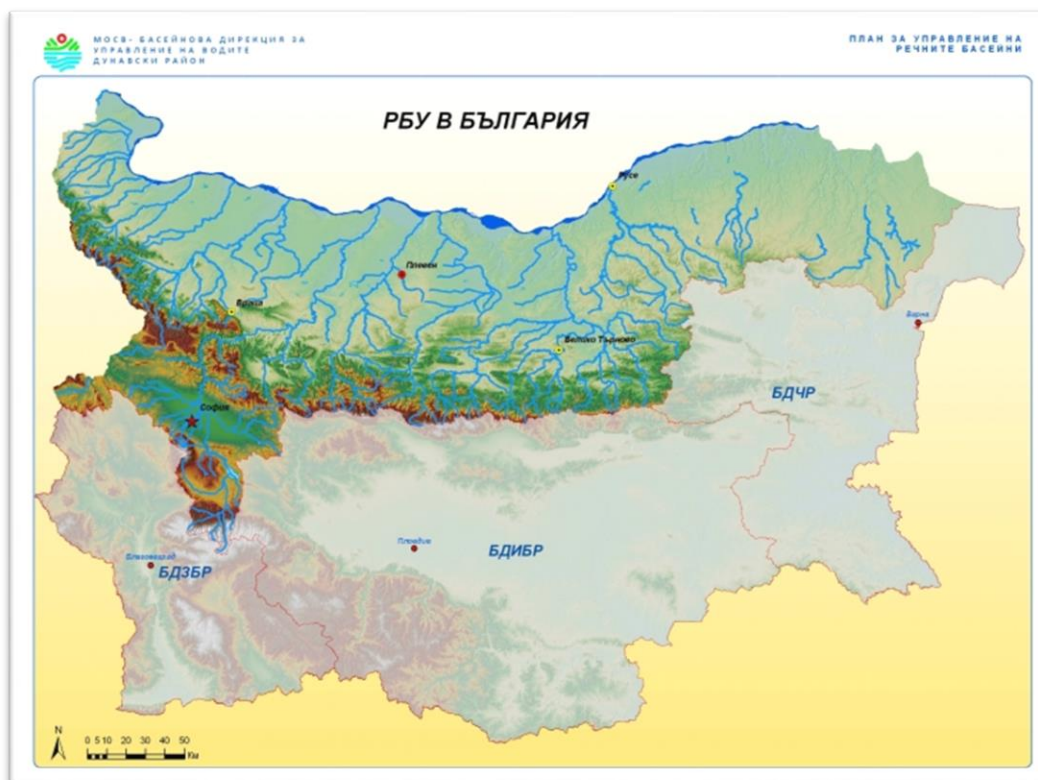 МОСВ- БАСЕЙНОВА ДИРЕКЦИЯ ЗА
УПРАВЛЕНИЕ НА ВОДИТЕ
ДУНАВСКИ РАЙОН
ПЛАН ЗА УПРАВЛЕНИЕ НА
РЕЧНИТЕ БАСЕЙНИ
РБУ В БЪЛГАРИЯ
Русе
Плевен
Враца
Варна
Велико Търново
БДЧР
София
Пловдив
БДИБР
Благоевград
БДЗБР
N
0 5 10 20 30 40 50
Км